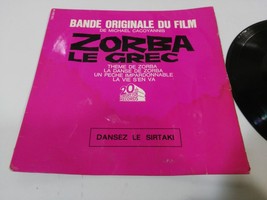 BANDE ORIGINALE DU FILM
DE MICHAEL CACOYANNIS
ZORBA
LE GREC
THEME DE ZORBA
LA DANSE DE ZORBA
UN PECHE IMPARDONNABLE
LA VIE S'EN VA
20
DANSEZ LE SIRTAKI